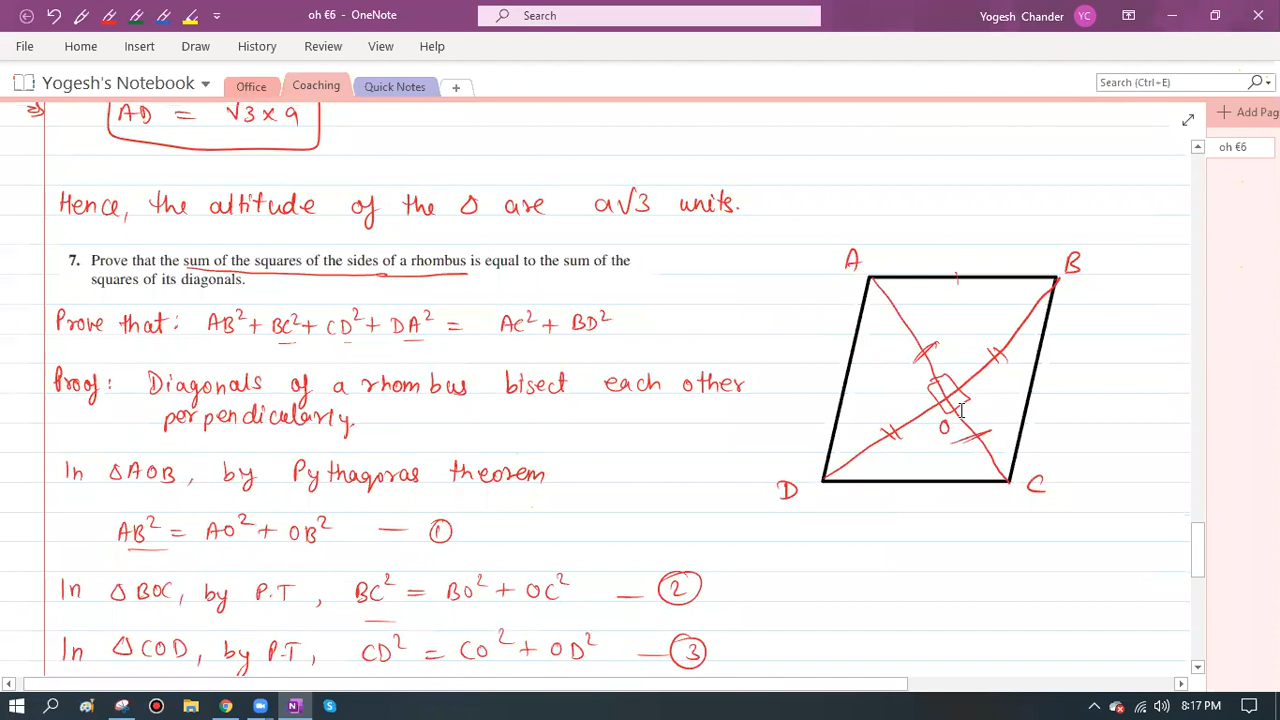 oh €6 - OneNote
Search
Yogesh Chander
YC
File Home Insert Draw History Review View Help
Yogesh's Notebook
Office
Coaching
Quick Notes
Search (Ctrl+E)
Add Pag
oh €6
⇒ AD = √3 × a
Hence, the altitude of the Δ are a√3 units.
7. Prove that the sum of the squares of the sides of a rhombus is equal to the sum of the
squares of its diagonals.
Prove that: AB² + BC² + CD² + DA² = AC² + BD²
Proof: Diagonals of a rhombus bisect each other
perpendicularly.
In ΔAOB, by Pythagoras theorem
AB² = AO² + OB² — ①
In ΔBOC, by P.T, BC² = BO² + OC² — ②
In ΔCOD, by P.T, CD² = CO² + OD² — ③
A
B
O
D
C
8:17 PM